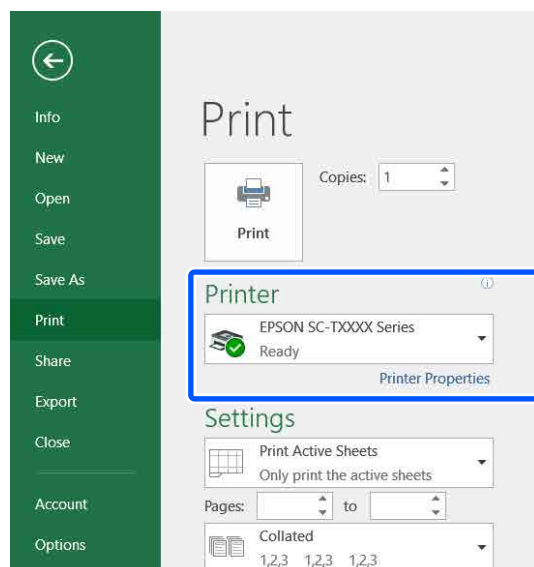 Info
New
Open
Save
Save As
Print
Share
Export
Close
Account
Options
Print
Copies: 1
Print
Printer
EPSON SC-TXXXX Series
Ready
Printer Properties
Settings
Print Active Sheets
Only print the active sheets
Pages: to
Collated
1,2,3 1,2,3 1,2,3